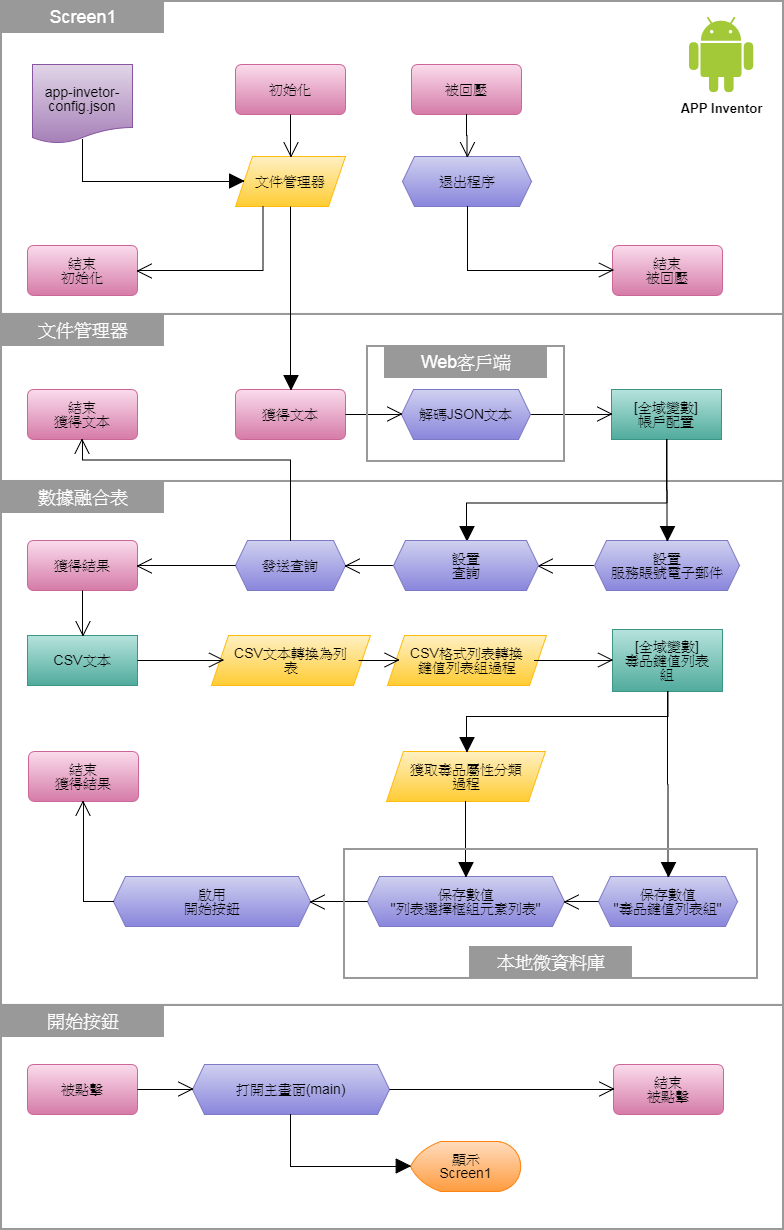 Screen1
APP Inventor
app-invetor-
config.json
初始化
被回壓
文件管理器
退出程序
結束
初始化
結束
被回壓
文件管理器
Web客戶端
結束
獲得文本
獲得文本
解碼JSON文本
[全域變數]
帳戶配置
數據融合表
獲得結果
發送查詢
設置
查詢
設置
服務賬號電子郵件
CSV文本
CSV文本轉換為列
表
CSV格式列表轉換
鍵值列表組過程
[全域變數]
毒品鍵值列表
組
結束
獲得結果
獲取毒品屬性分類
過程
啟用
開始按鈕
保存數值
"列表選擇框組元素列表"
保存數值
"毒品鍵值列表組"
本地微資料庫
開始按鈕
被點擊
打開主畫面(main)
結束
被點擊
顯示
Screen1